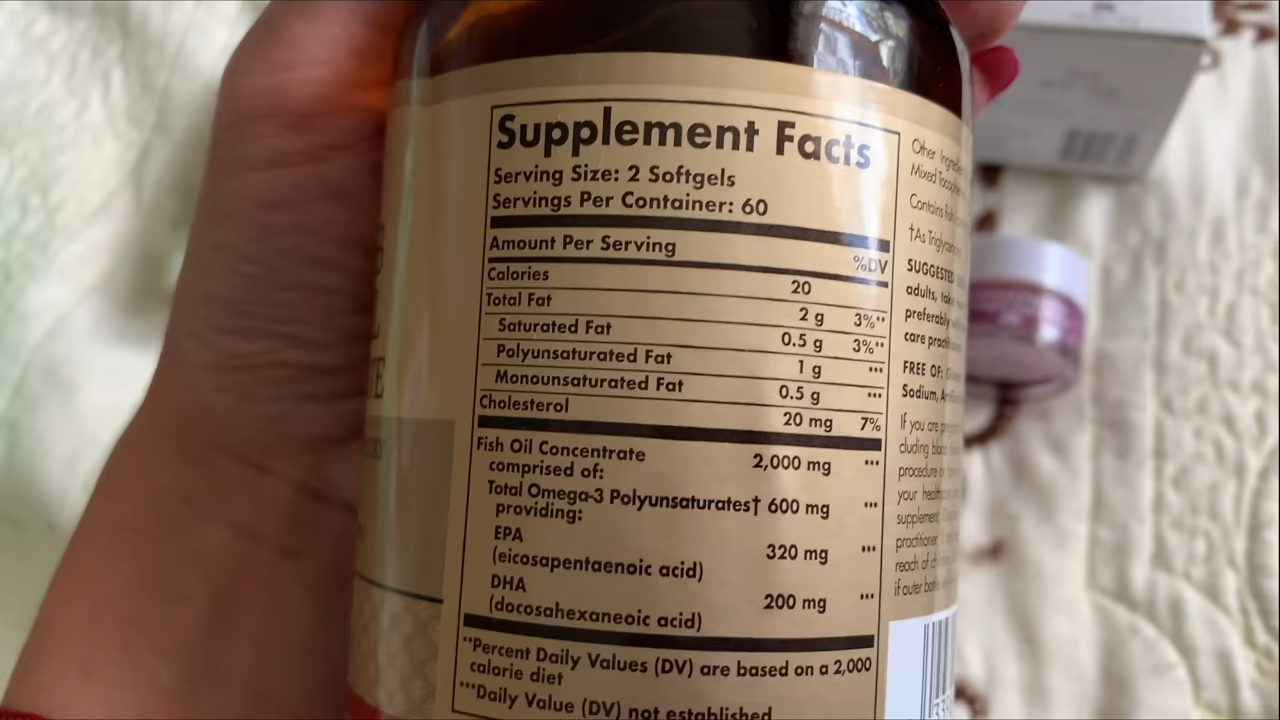 Supplement Facts
Serving Size: 2 Softgels
Servings Per Container: 60
Amount Per Serving
%DV
Calories 20
Total Fat 2 g 3%**
Saturated Fat 0.5 g 3%**
Polyunsaturated Fat 1 g ***
Monounsaturated Fat 0.5 g ***
Cholesterol 20 mg 7%
Fish Oil Concentrate 2,000 mg ***
comprised of:
Total Omega-3 Polyunsaturates† 600 mg ***
providing:
EPA 320 mg ***
(eicosapentaenoic acid)
DHA 200 mg ***
(docosahexaneoic acid)
**Percent Daily Values (DV) are based on a 2,000
calorie diet
***Daily Value (DV) not established
Other
Mixed
Contains
†As
SUGGESTED
adults, take
preferably
care
FREE OF:
Sodium,
If you are
procedure
your
supplement
practitioner
reach of
if outer